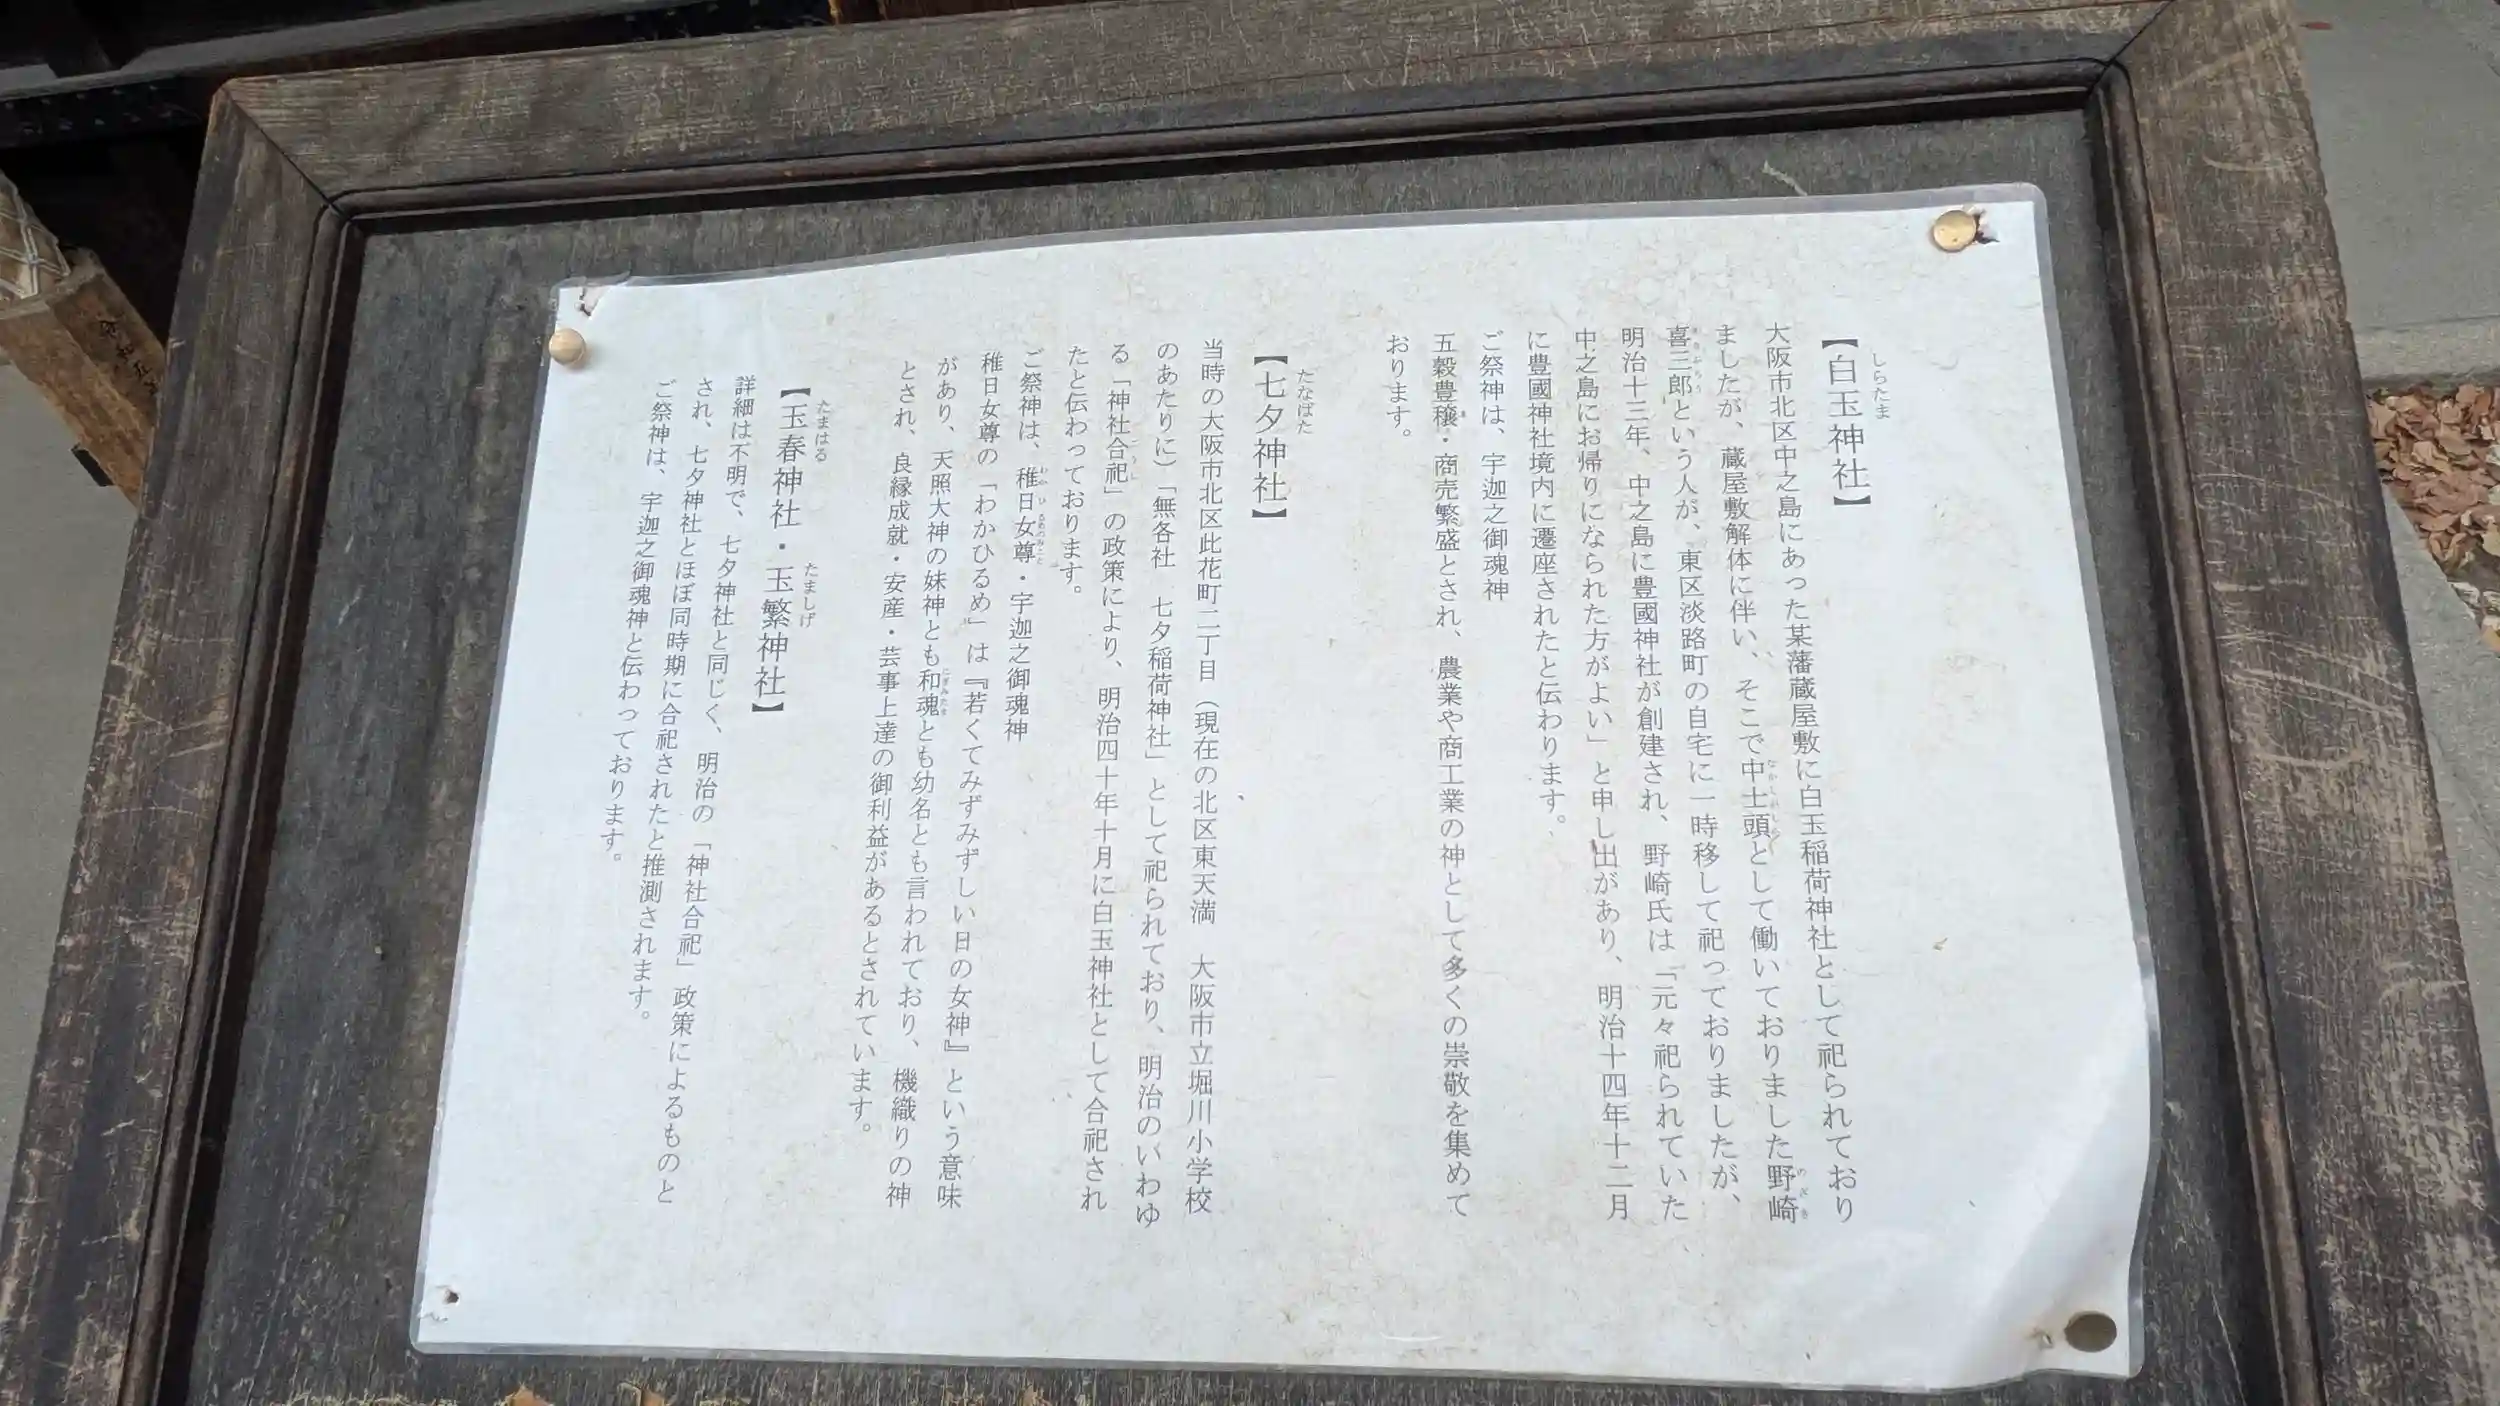 【白玉神社】
しらたま
大阪市北区中之島にあった某藩蔵屋敷に白玉稲荷神社として祀られており
ましたが、蔵屋敷解体に伴い、そこで中士頭として働いておりました野崎
喜三郎という人が、東区淡路町の自宅に一時移して祀っておりましたが、
明治十三年、中之島に豊國神社が創建され、野崎氏は「元々祀られていた
中之島にお帰りになられた方がよい」と申し出があり、明治十四年十二月
に豊國神社境内に遷座されたと伝わります。
ご祭神は、宇迦之御魂神
五穀豊穣・商売繁盛とされ、農業や商工業の神として多くの崇敬を集めて
おります。
【七夕神社】
たなばた
当時の大阪市北区此花町二丁目（現在の北区東天満 大阪市立堀川小学校
のあたりに）「無各社 七夕稲荷神社」として祀られており、明治のいわゆ
る「神社合祀」の政策により、明治四十年十月に白玉神社として合祀され
たと伝わっております。
ご祭神は、稚日女尊・宇迦之御魂神
稚日女尊の「わかひるめ」は『若くてみずみずしい日の女神』という意味
があり、天照大神の妹神とも和魂とも幼名とも言われており、機織りの神
とされ、良縁成就・安産・芸事上達の御利益があるとされています。
【玉春神社・玉繁神社】
たまはる たましげ
詳細は不明で、七夕神社と同じく、明治の「神社合祀」政策によるものと
され、七夕神社とほぼ同時期に合祀されたと推測されます。
ご祭神は、宇迦之御魂神と伝わっております。